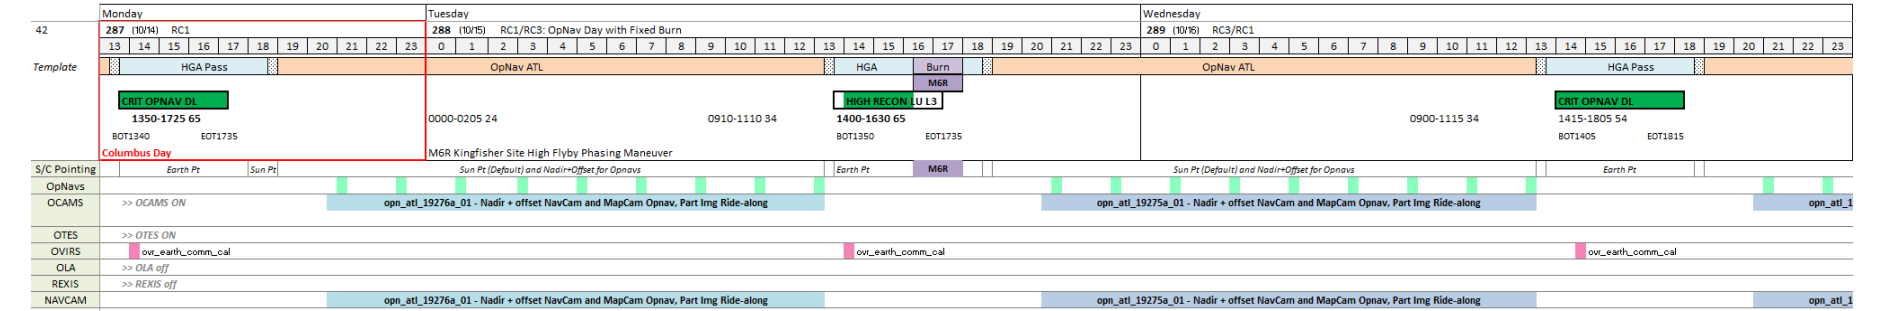 Monday Tuesday Wednesday
42 287 (10/14) RC1 288 (10/15) RC1/RC3: OpNav Day with Fixed Burn 289 (10/16) RC3/RC1
13 14 15 16 17 18 19 20 21 22 23 0 1 2 3 4 5 6 7 8 9 10 11 12 13 14 15 16 17 18 19 20 21 22 23 0 1 2 3 4 5 6 7 8 9 10 11 12 13 14 15 16 17 18 19 20 21 22 23
Template HGA Pass OpNav ATL HGA Burn OpNav ATL HGA Pass
M6R
CRIT OPNAV DL HIGH RECON LU L3 CRIT OPNAV DL
1350-1725 65 0000-0205 24 0910-1110 34 1400-1630 65 0900-1115 34 1415-1805 54
BOT1340 EOT1735 BOT1350 EOT1735 BOT1405 EOT1815
Columbus Day M6R Kingfisher Site High Flyby Phasing Maneuver
S/C Pointing Earth Pt Sun Pt Sun Pt (Default) and Nadir+Offset for Opnavs Earth Pt M6R Sun Pt (Default) and Nadir+Offset for Opnavs Earth Pt
OpNavs
OCAMS >> OCAMS ON opn_atl_19276a_01 - Nadir + offset NavCam and MapCam Opnav, Part Img Ride-along opn_atl_19275a_01 - Nadir + offset NavCam and MapCam Opnav, Part Img Ride-along opn_atl_1
OTES >> OTES ON
OVIRS ovr_earth_comm_cal ovr_earth_comm_cal ovr_earth_comm_cal
OLA >> OLA off
REXIS >> REXIS off
NAVCAM opn_atl_19276a_01 - Nadir + offset NavCam and MapCam Opnav, Part Img Ride-along opn_atl_19275a_01 - Nadir + offset NavCam and MapCam Opnav, Part Img Ride-along opn_atl_1